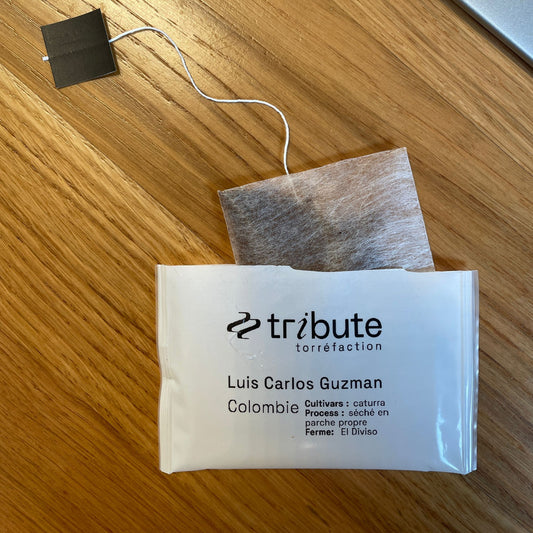 tribute
torréfaction
Luis Carlos Guzman
Colombie
Cultivars : caturra
Process : séché en
parche propre
Ferme: El Diviso